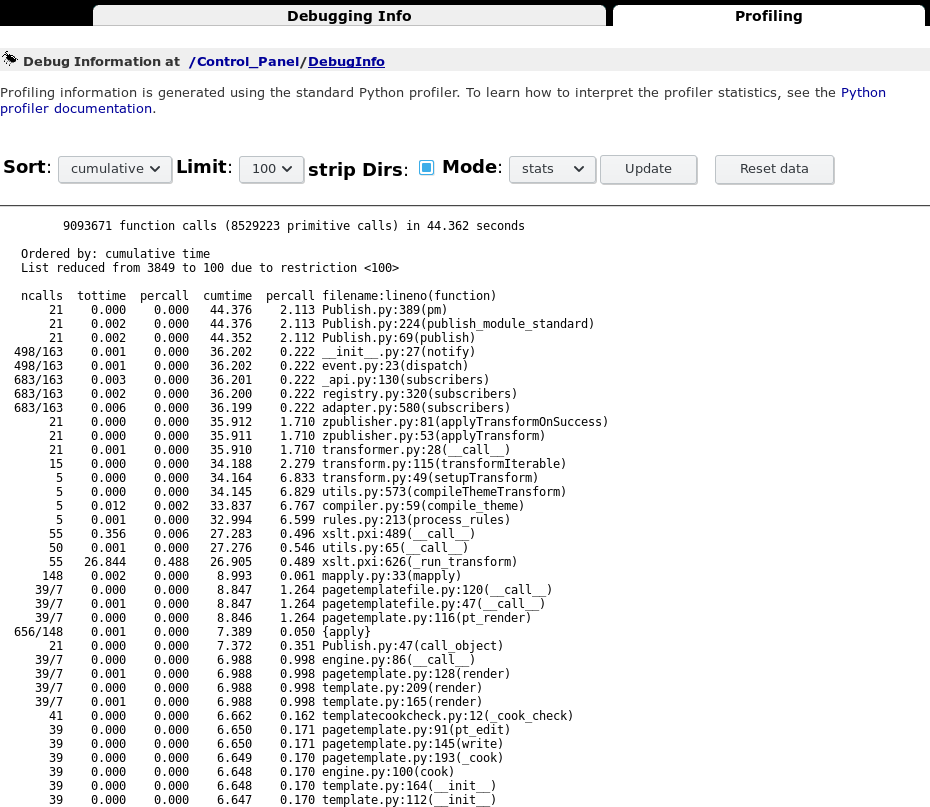 Debugging Info Profiling
Debug Information at /Control_Panel/DebugInfo
Profiling information is generated using the standard Python profiler. To learn how to interpret the profiler statistics, see the Python
profiler documentation.
Sort: cumulative Limit: 100 strip Dirs: Mode: stats Update Reset data
9093671 function calls (8529223 primitive calls) in 44.362 seconds
Ordered by: cumulative time
List reduced from 3849 to 100 due to restriction <100>
ncalls tottime percall cumtime percall filename:lineno(function)
21 0.000 0.000 44.376 2.113 Publish.py:389(pm)
21 0.002 0.000 44.376 2.113 Publish.py:224(publish_module_standard)
21 0.002 0.000 44.352 2.112 Publish.py:69(publish)
498/163 0.001 0.000 36.202 0.222 __init__.py:27(notify)
498/163 0.001 0.000 36.202 0.222 event.py:23(dispatch)
683/163 0.003 0.000 36.201 0.222 _api.py:130(subscribers)
683/163 0.002 0.000 36.200 0.222 registry.py:320(subscribers)
683/163 0.006 0.000 36.199 0.222 adapter.py:580(subscribers)
21 0.000 0.000 35.912 1.710 zpublisher.py:81(applyTransformOnSuccess)
21 0.000 0.000 35.911 1.710 zpublisher.py:53(applyTransform)
21 0.001 0.000 35.910 1.710 transformer.py:28(__call__)
15 0.000 0.000 34.188 2.279 transform.py:115(transformIterable)
5 0.000 0.000 34.164 6.833 transform.py:49(setupTransform)
5 0.000 0.000 34.145 6.829 utils.py:573(compileThemeTransform)
5 0.012 0.002 33.837 6.767 compiler.py:59(compile_theme)
5 0.001 0.000 32.994 6.599 rules.py:213(process_rules)
55 0.356 0.006 27.283 0.496 xslt.pxi:489(__call__)
50 0.001 0.000 27.276 0.546 utils.py:65(__call__)
55 26.844 0.488 26.905 0.489 xslt.pxi:626(_run_transform)
148 0.002 0.000 8.993 0.061 mapply.py:33(mapply)
39/7 0.000 0.000 8.847 1.264 pagetemplatefile.py:120(__call__)
39/7 0.001 0.000 8.847 1.264 pagetemplatefile.py:47(__call__)
39/7 0.000 0.000 8.846 1.264 pagetemplate.py:116(pt_render)
656/148 0.001 0.000 7.389 0.050 {apply}
21 0.000 0.000 7.372 0.351 Publish.py:47(call_object)
39/7 0.000 0.000 6.988 0.998 engine.py:86(__call__)
39/7 0.001 0.000 6.988 0.998 pagetemplate.py:128(render)
39/7 0.000 0.000 6.988 0.998 template.py:209(render)
39/7 0.001 0.000 6.988 0.998 template.py:165(render)
41 0.000 0.000 6.662 0.162 templatecookcheck.py:12(_cook_check)
39 0.000 0.000 6.650 0.171 pagetemplate.py:91(pt_edit)
39 0.000 0.000 6.650 0.171 pagetemplate.py:145(write)
39 0.000 0.000 6.649 0.170 pagetemplate.py:193(_cook)
39 0.000 0.000 6.648 0.170 engine.py:100(cook)
39 0.000 0.000 6.648 0.170 template.py:164(__init__)
39 0.000 0.000 6.647 0.170 template.py:112(__init__)